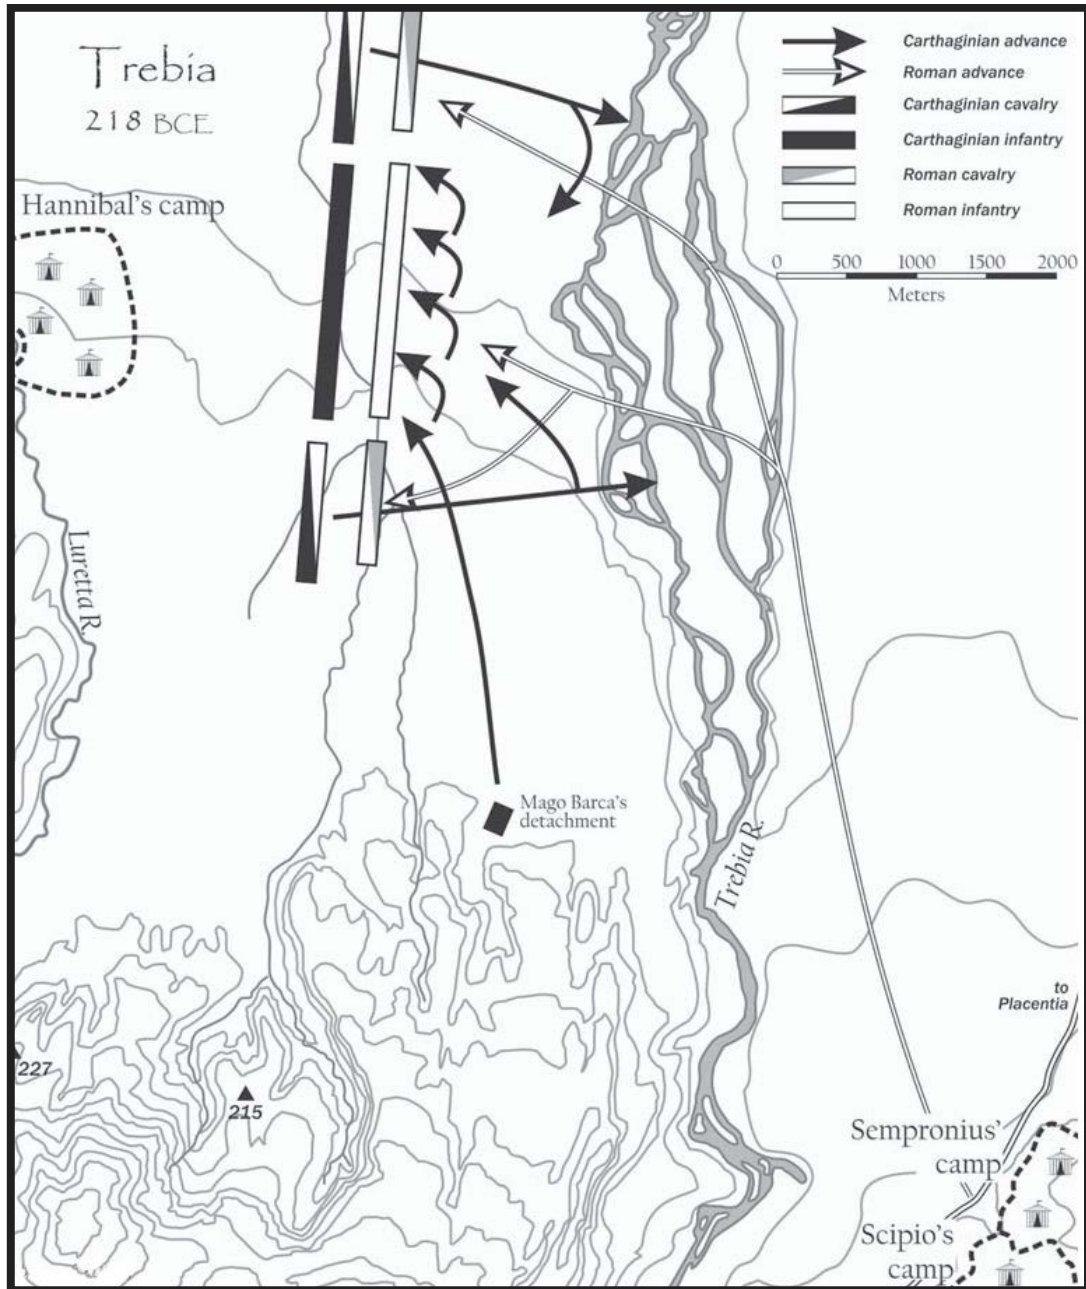 Trebia
218 BCE
Carthaginian advance
Roman advance
Carthaginian cavalry
Carthaginian infantry
Roman cavalry
Roman infantry
0 500 1000 1500 2000
Meters
Hannibal's camp
Luretta R.
Mago Barca's
detachment
Trebia R.
to
Placentia
227
215
Sempronius'
camp
Scipio's
camp